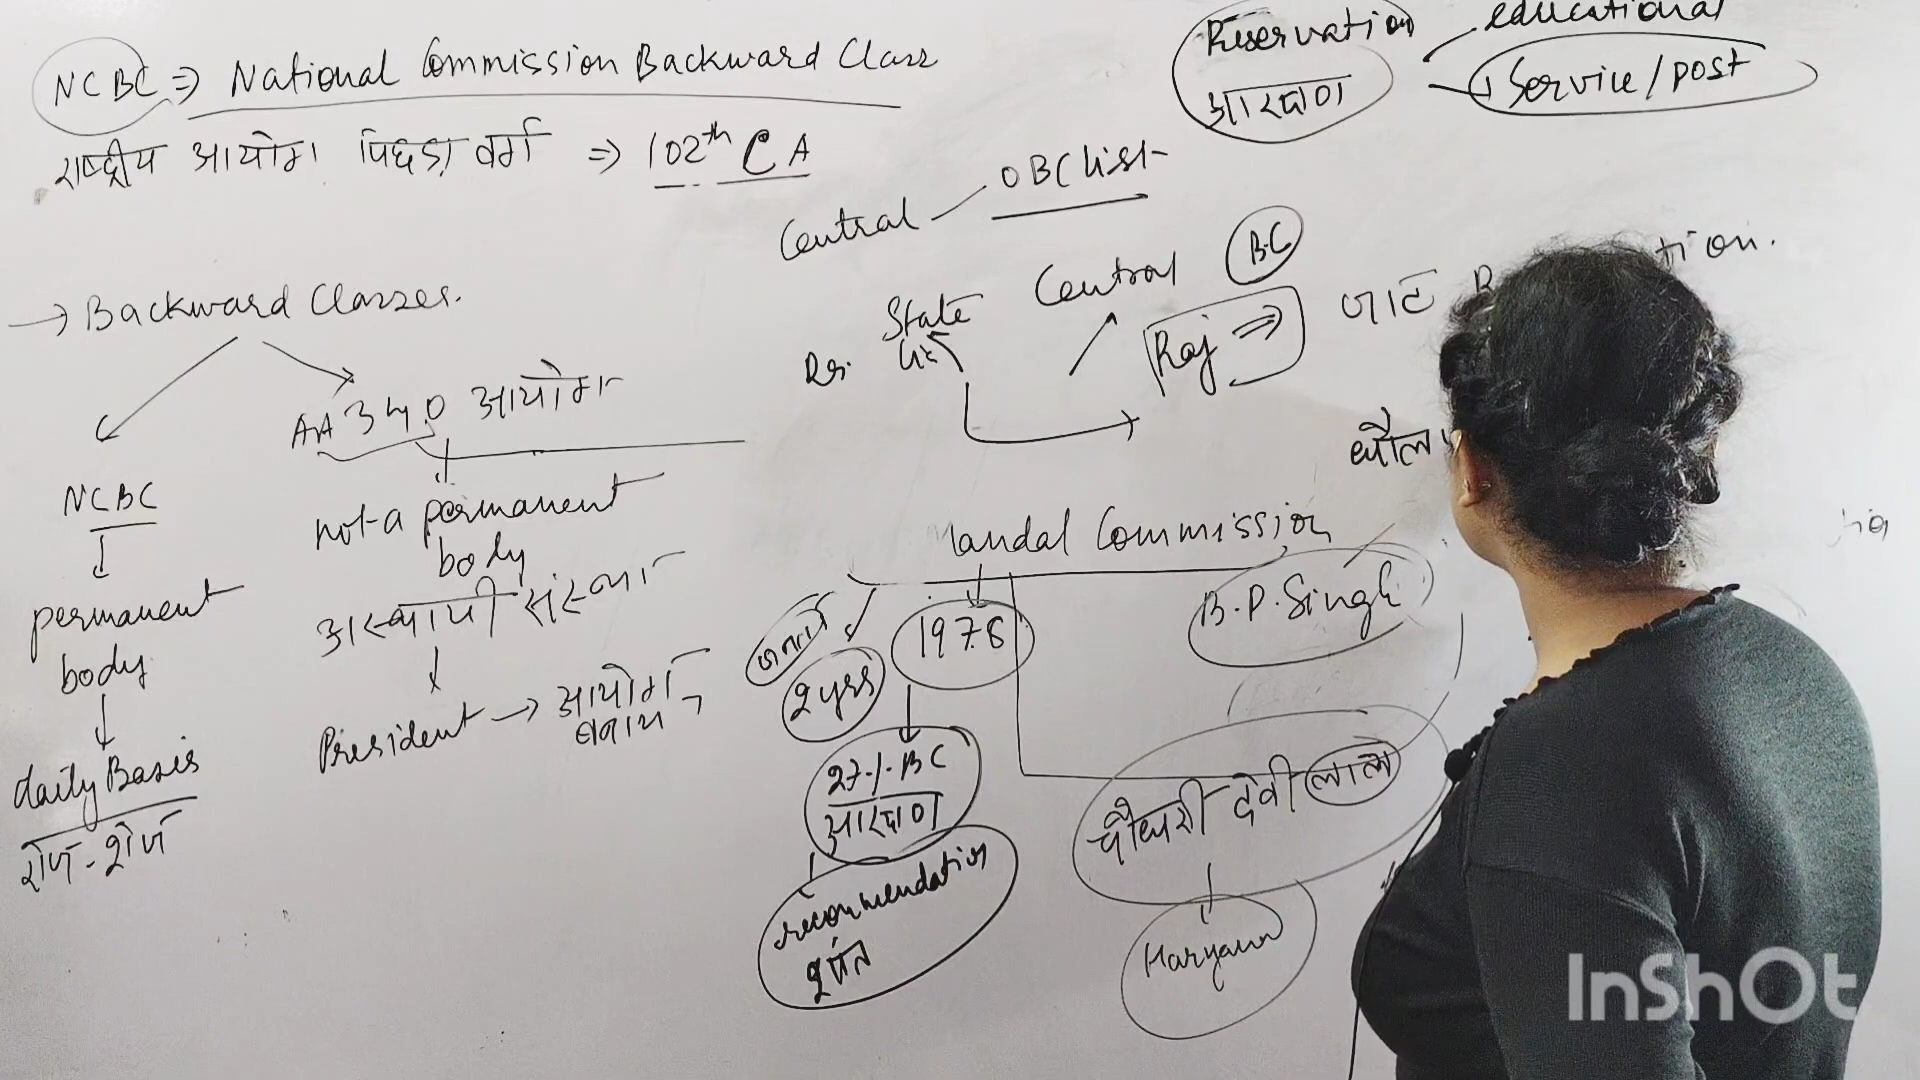 NCBC ⇒ National Commission Backward Class
राष्ट्रीय आयोग पिछड़ा वर्ग ⇒ 102th CA
Reservation
आरक्षण
educational
Service/post
Central
OBC list
→ Backward Classes.
NCBC
permanent
body
daily Basis
रोज-रोज
340 आयोग
not a permanent
body
अस्थायी संस्था
President → आयोग
बनाया
State
Central
BC
Raj ⇒
जाट
tion.
धौल
Mandal Commission
B.P. Singh
जनता
2 yrs
1978
27% BC
आरक्षण
recommendation
चौधरी देवी लाल
Haryana
InShOt